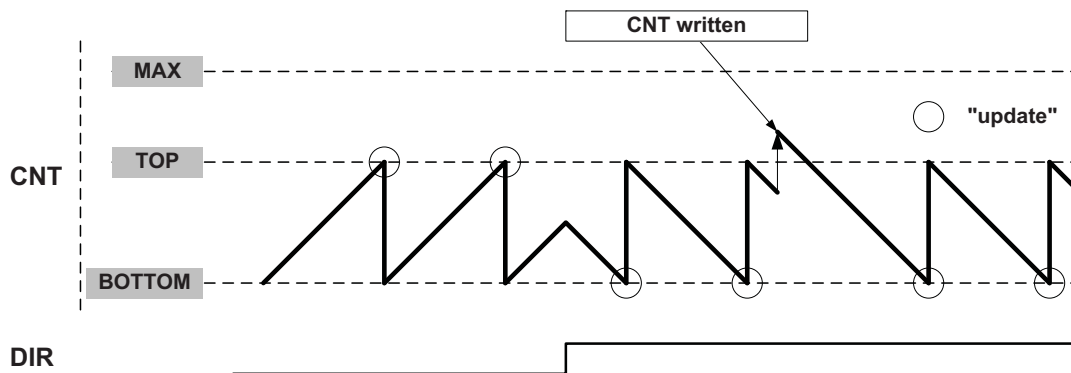 CNT written
MAX
"update"
TOP
CNT
BOTTOM
DIR